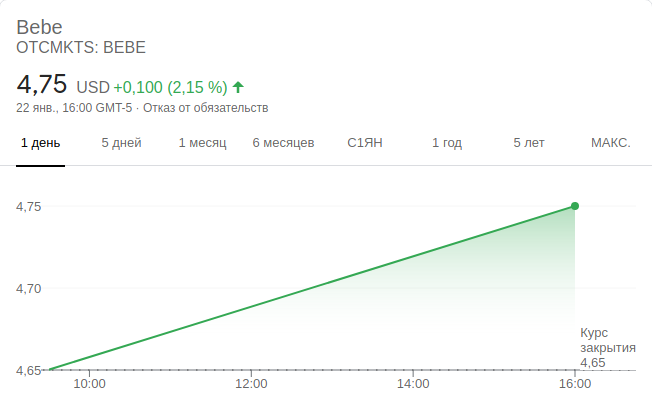 Bebe
OTCMKTS: BEBE
4,75 USD +0,100 (2,15 %)
22 янв., 16:00 GMT-5 · Отказ от обязательств
1 день 5 дней 1 месяц 6 месяцев С1ЯН 1 год 5 лет МАКС.
4,75
4,70
Курс
закрытия
4,65
4,65
10:00 12:00 14:00 16:00